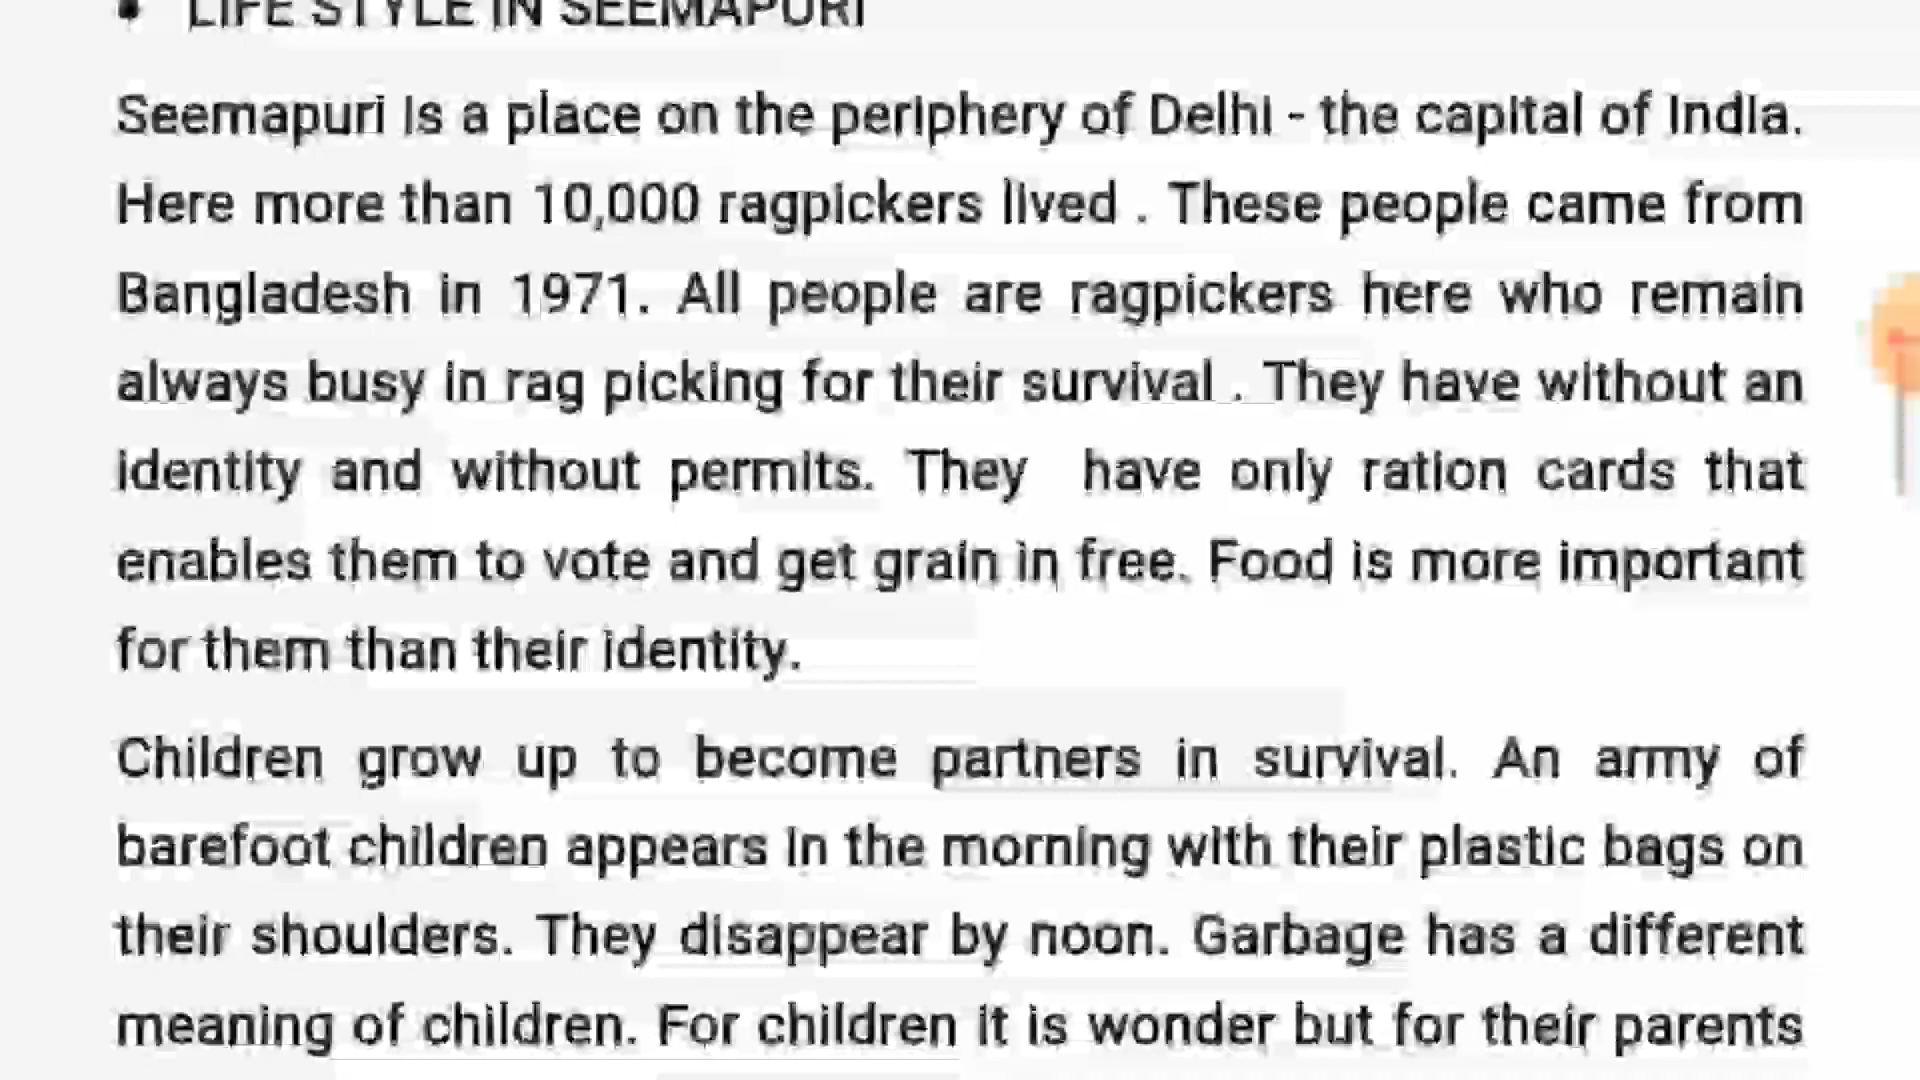 • LIFE STYLE IN SEEMAPURI
Seemapuri is a place on the periphery of Delhi - the capital of India.
Here more than 10,000 ragpickers lived . These people came from
Bangladesh in 1971. All people are ragpickers here who remain
always busy in rag picking for their survival . They have without an
identity and without permits. They have only ration cards that
enables them to vote and get grain in free. Food is more important
for them than their identity.
Children grow up to become partners in survival. An army of
barefoot children appears in the morning with their plastic bags on
their shoulders. They disappear by noon. Garbage has a different
meaning of children. For children it is wonder but for their parents